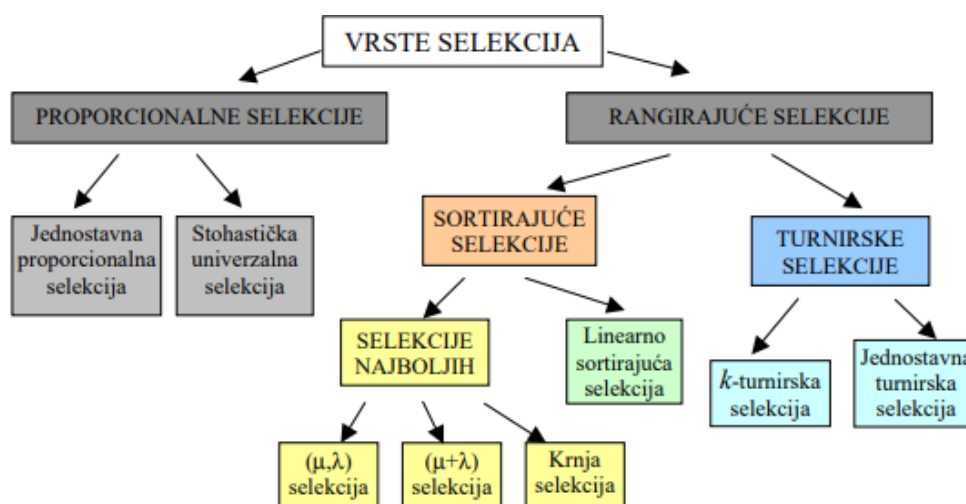 VRSTE SELEKCIJA
PROPORCIONALNE SELEKCIJE
RANGIRAJUĆE SELEKCIJE
Jednostavna
proporcionalna
selekcija
Stohastička
univerzalna
selekcija
SORTIRAJUĆE
SELEKCIJE
TURNIRSKE
SELEKCIJE
SELEKCIJE
NAJBOLJIH
Linearno
sortirajuća
selekcija
k-turnirska
selekcija
Jednostavna
turnirska
selekcija
(μ,λ)
selekcija
(μ+λ)
selekcija
Krnja
selekcija